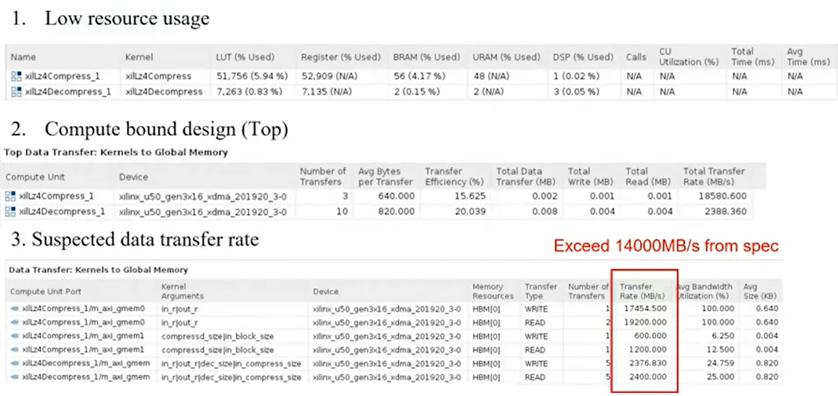 1. Low resource usage
Name Kernel LUT (% Used) Register (% Used) BRAM (% Used) URAM (% Used) DSP (% Used) Calls CU Utilization (%) Total Time (ms) Avg Time (ms)
xilLz4Compress_1 xilLz4Compress 51,756 (5.94 %) 52,909 (N/A) 56 (4.17 %) 48 (N/A) 1 (0.02 %) N/A N/A N/A N/A
xilLz4Decompress_1 xilLz4Decompress 7,263 (0.83 %) 7,135 (N/A) 2 (0.15 %) 2 (N/A) 3 (0.05 %) N/A N/A N/A N/A
2. Compute bound design (Top)
Top Data Transfer: Kernels to Global Memory
Compute Unit Device Number of Transfers Avg Bytes per Transfer Transfer Efficiency (%) Total Data Transfer (MB) Total Write (MB) Total Read (MB) Total Transfer Rate (MB/s)
xilLz4Compress_1 xilinx_u50_gen3x16_xdma_201920_3-0 3 640.000 15.625 0.002 0.001 0.001 18580.600
xilLz4Decompress_1 xilinx_u50_gen3x16_xdma_201920_3-0 10 820.000 20.039 0.008 0.004 0.004 2388.360
3. Suspected data transfer rate
Exceed 14000MB/s from spec
Data Transfer: Kernels to Global Memory
Compute Unit Port Kernel Arguments Device Memory Resources Transfer Type Number of Transfers Transfer Rate (MB/s) Avg Bandwidth Utilization (%) Avg Size (KB)
xilLz4Compress_1/m_axi_gmem0 in_r|out_r xilinx_u50_gen3x16_xdma_201920_3-0 HBM[0] WRITE 1 17454.500 100.000 0.640
xilLz4Compress_1/m_axi_gmem0 in_r|out_r xilinx_u50_gen3x16_xdma_201920_3-0 HBM[0] READ 2 19200.000 100.000 0.640
xilLz4Compress_1/m_axi_gmem1 compressd_size|in_block_size xilinx_u50_gen3x16_xdma_201920_3-0 HBM[0] WRITE 1 600.000 6.250 0.004
xilLz4Compress_1/m_axi_gmem1 compressd_size|in_block_size xilinx_u50_gen3x16_xdma_201920_3-0 HBM[0] READ 1 1200.000 12.500 0.004
xilLz4Decompress_1/m_axi_gmem in_r|out_r|dec_size|in_compress_size xilinx_u50_gen3x16_xdma_201920_3-0 HBM[0] WRITE 5 2376.830 24.759 0.820
xilLz4Decompress_1/m_axi_gmem in_r|out_r|dec_size|in_compress_size xilinx_u50_gen3x16_xdma_201920_3-0 HBM[0] READ 5 2400.000 25.000 0.820